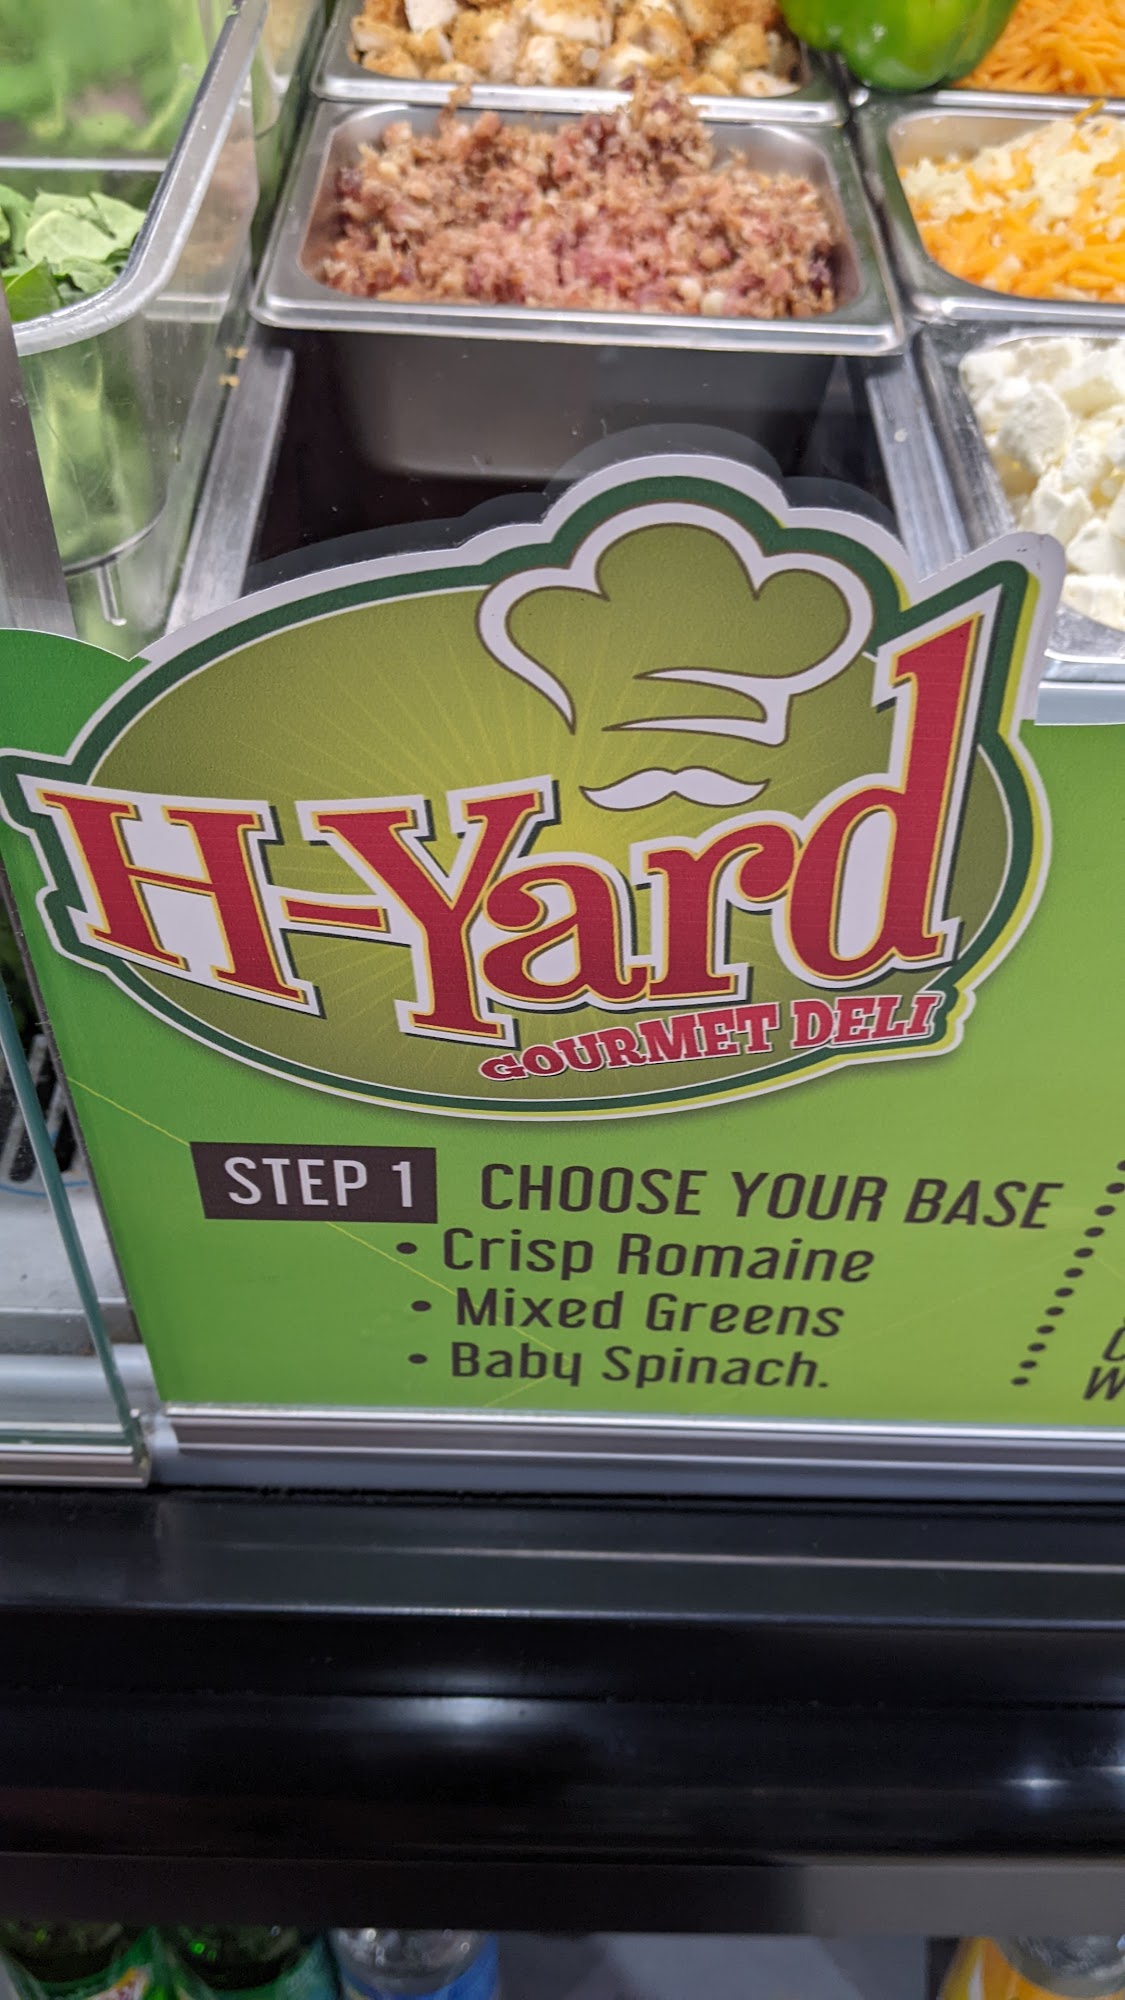 H-Yard
GOURMET DELI
STEP 1 CHOOSE YOUR BASE
• Crisp Romaine
• Mixed Greens
• Baby Spinach.